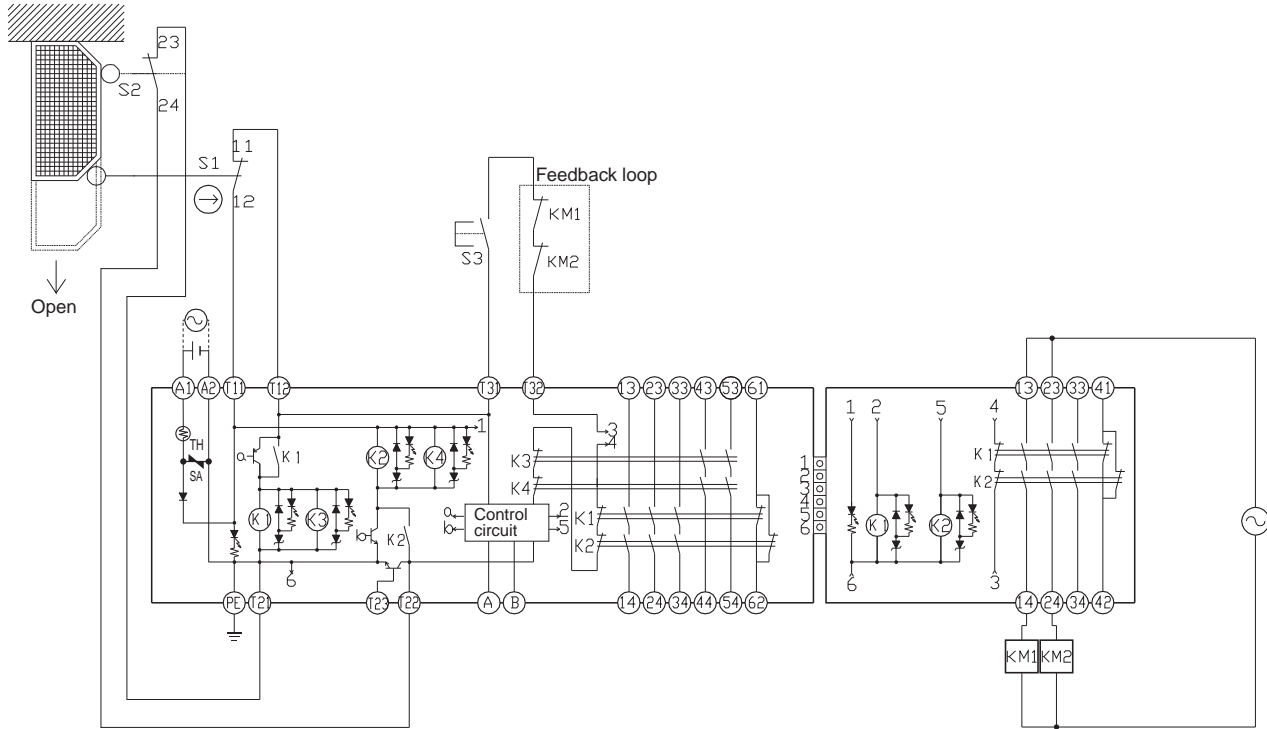 23
S2
24
11
S1
12
Feedback loop
KM1
S3
KM2
Open
A1 A2 T11 T12 T31 T32 13 23 33 43 53 61
13 23 33 41
TH
SA
a
K1
K2
K4
1
3
4
K3
K4
K1
K3
b
K2
a
b
Control
circuit
2
5
K1
K2
6
1
2
3
4
5
6
1 2 5 4
K1
K2
K1
K2
6
3
PE T21 T23 T22 A B 14 24 34 44 54 62
14 24 34 42
KM1 KM2